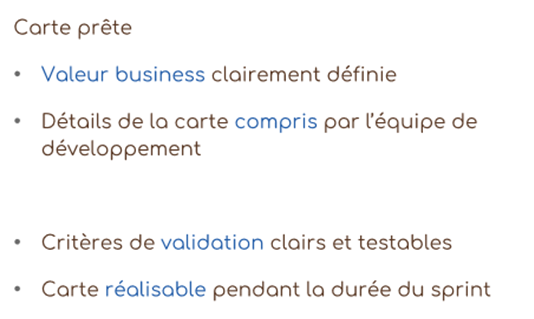 Carte prête
• Valeur business clairement définie
• Détails de la carte compris par l’équipe de
développement
• Critères de validation clairs et testables
• Carte réalisable pendant la durée du sprint